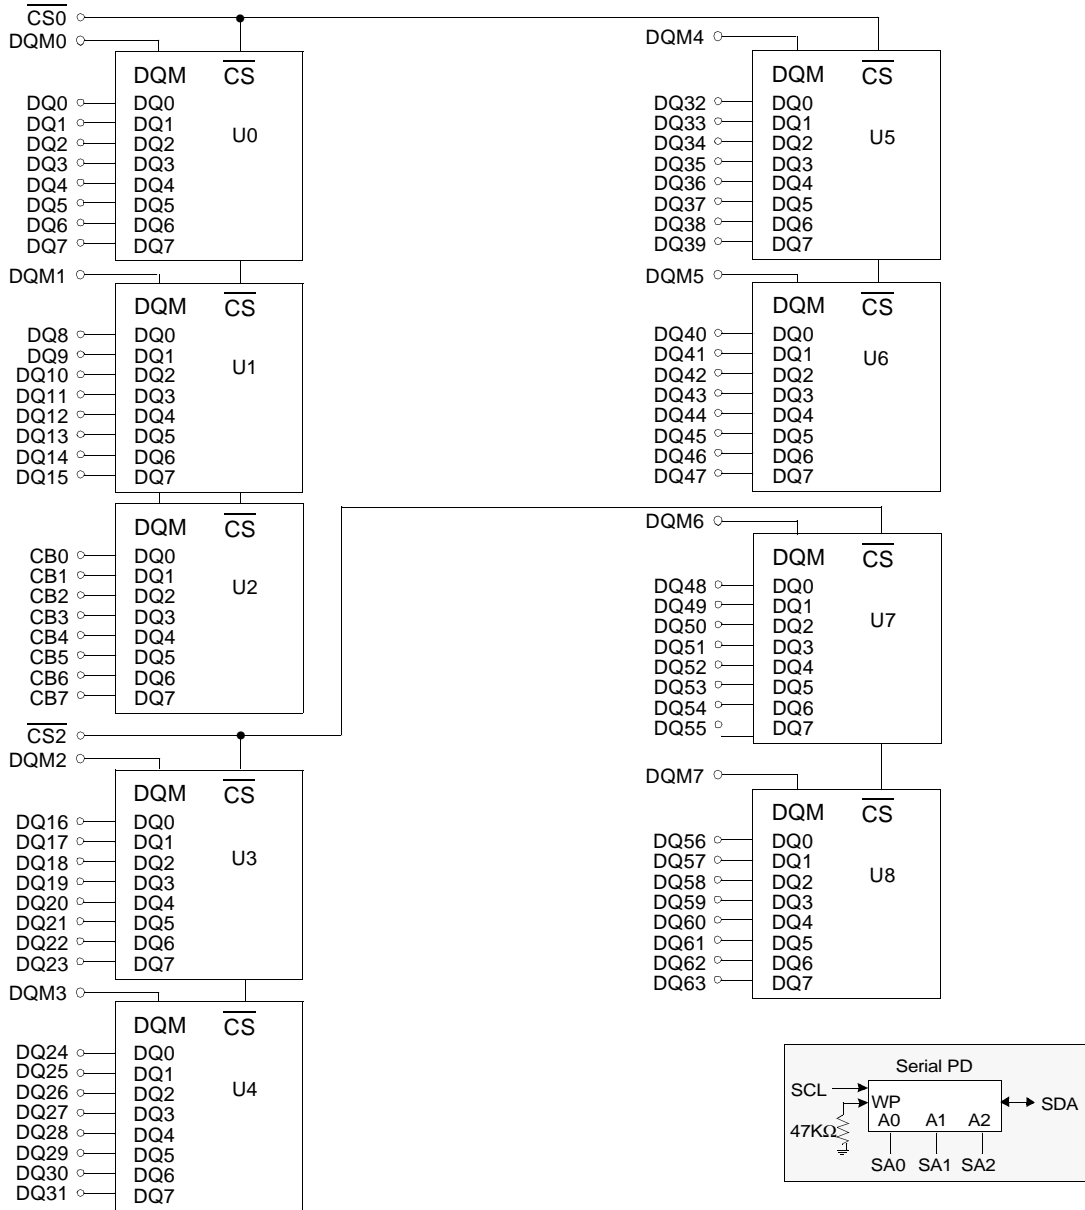 CS0
DQM0
DQM CS
DQ0 DQ0
DQ1 DQ1
U0
DQ2 DQ2
DQ3 DQ3
DQ4 DQ4
DQ5 DQ5
DQ6 DQ6
DQ7 DQ7
DQM1
DQM CS
DQ8 DQ0
DQ9 DQ1
U1
DQ10 DQ2
DQ11 DQ3
DQ12 DQ4
DQ13 DQ5
DQ14 DQ6
DQ15 DQ7
DQM CS
CB0 DQ0
CB1 DQ1
U2
CB2 DQ2
CB3 DQ3
CB4 DQ4
CB5 DQ5
CB6 DQ6
CB7 DQ7
CS2
DQM2
DQM CS
DQ16 DQ0
DQ17 DQ1
U3
DQ18 DQ2
DQ19 DQ3
DQ20 DQ4
DQ21 DQ5
DQ22 DQ6
DQ23 DQ7
DQM3
DQM CS
DQ24 DQ0
DQ25 DQ1
U4
DQ26 DQ2
DQ27 DQ3
DQ28 DQ4
DQ29 DQ5
DQ30 DQ6
DQ31 DQ7
DQM4
DQM CS
DQ32 DQ0
DQ33 DQ1
U5
DQ34 DQ2
DQ35 DQ3
DQ36 DQ4
DQ37 DQ5
DQ38 DQ6
DQ39 DQ7
DQM5
DQM CS
DQ40 DQ0
DQ41 DQ1
U6
DQ42 DQ2
DQ43 DQ3
DQ44 DQ4
DQ45 DQ5
DQ46 DQ6
DQ47 DQ7
DQM6
DQM CS
DQ48 DQ0
DQ49 DQ1
U7
DQ50 DQ2
DQ51 DQ3
DQ52 DQ4
DQ53 DQ5
DQ54 DQ6
DQ55 DQ7
DQM7
DQM CS
DQ56 DQ0
DQ57 DQ1
U8
DQ58 DQ2
DQ59 DQ3
DQ60 DQ4
DQ61 DQ5
DQ62 DQ6
DQ63 DQ7
Serial PD
SCL
WP
SDA
A0 A1 A2
47KΩ
SA0 SA1 SA2